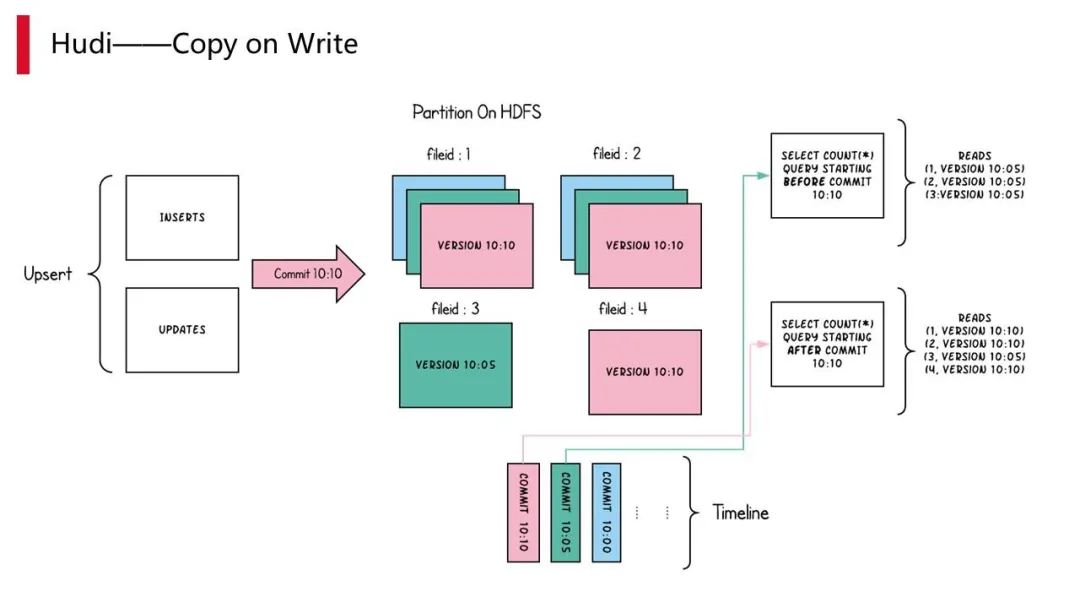 Hudi——Copy on Write
Partition On HDFS
fileid : 1
fileid : 2
INSERTS
UPDATES
Upsert
Commit 10:10
VERSION 10:10
VERSION 10:10
fileid : 3
fileid : 4
VERSION 10:05
VERSION 10:10
SELECT COUNT(*)
QUERY STARTING
BEFORE COMMIT
10:10
READS
(1, VERSION 10:05)
(2, VERSION 10:05)
(3:VERSION 10:05)
SELECT COUNT(*)
QUERY STARTING
AFTER COMMIT
10:10
READS
(1, VERSION 10:10)
(2, VERSION 10:10)
(3, VERSION 10:05)
(4, VERSION 10:10)
COMMIT 10:10
COMMIT 10:05
COMMIT 10:00
Timeline